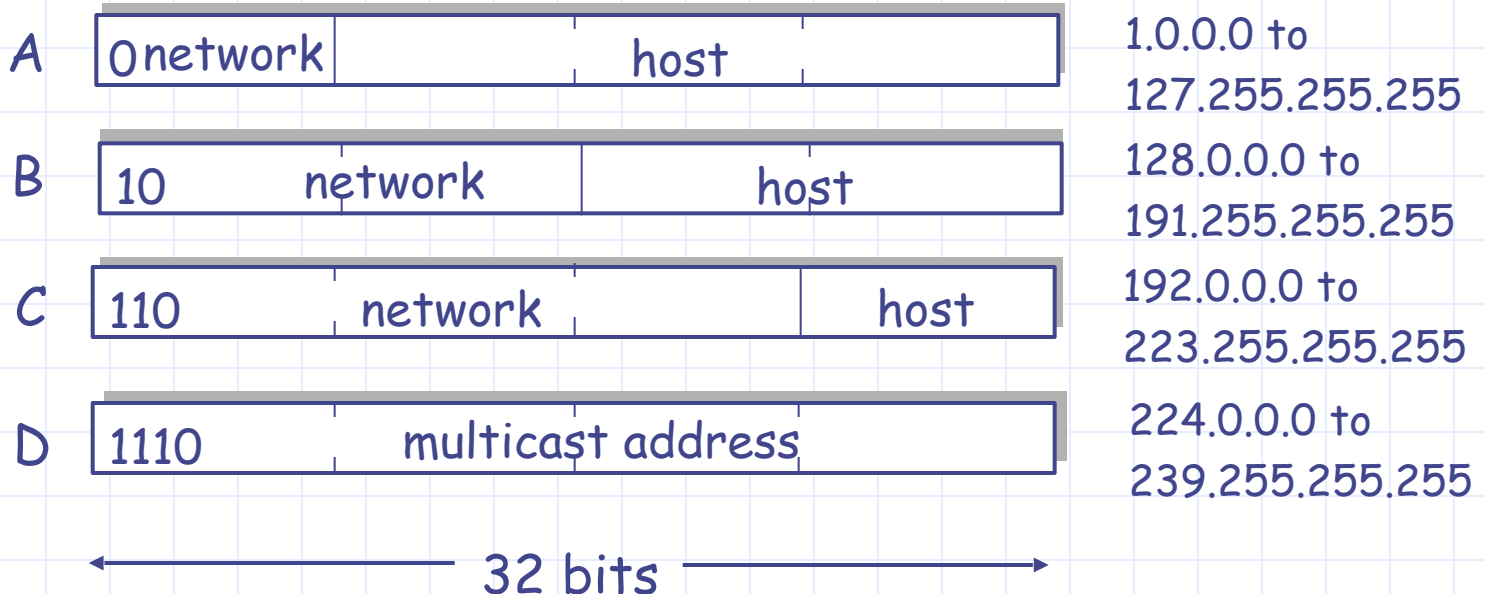 A 0 network host 1.0.0.0 to
127.255.255.255
B 10 network host 128.0.0.0 to
191.255.255.255
C 110 network host 192.0.0.0 to
223.255.255.255
D 1110 multicast address 224.0.0.0 to
239.255.255.255
32 bits